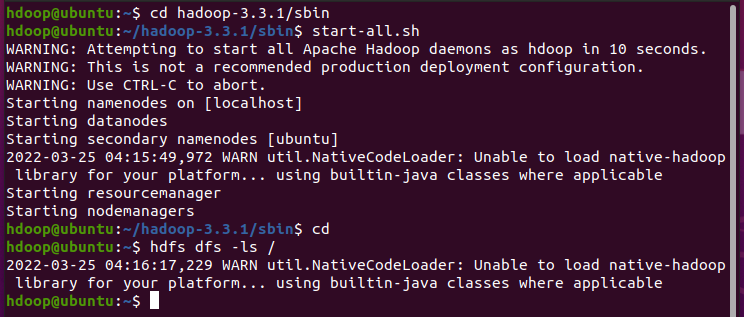 hdoop@ubuntu:~$ cd hadoop-3.3.1/sbin
hdoop@ubuntu:~/hadoop-3.3.1/sbin$ start-all.sh
WARNING: Attempting to start all Apache Hadoop daemons as hdoop in 10 seconds.
WARNING: This is not a recommended production deployment configuration.
WARNING: Use CTRL-C to abort.
Starting namenodes on [localhost]
Starting datanodes
Starting secondary namenodes [ubuntu]
2022-03-25 04:15:49,972 WARN util.NativeCodeLoader: Unable to load native-hadoop
 library for your platform... using builtin-java classes where applicable
Starting resourcemanager
Starting nodemanagers
hdoop@ubuntu:~/hadoop-3.3.1/sbin$ cd
hdoop@ubuntu:~$ hdfs dfs -ls /
2022-03-25 04:16:17,229 WARN util.NativeCodeLoader: Unable to load native-hadoop
 library for your platform... using builtin-java classes where applicable
hdoop@ubuntu:~$